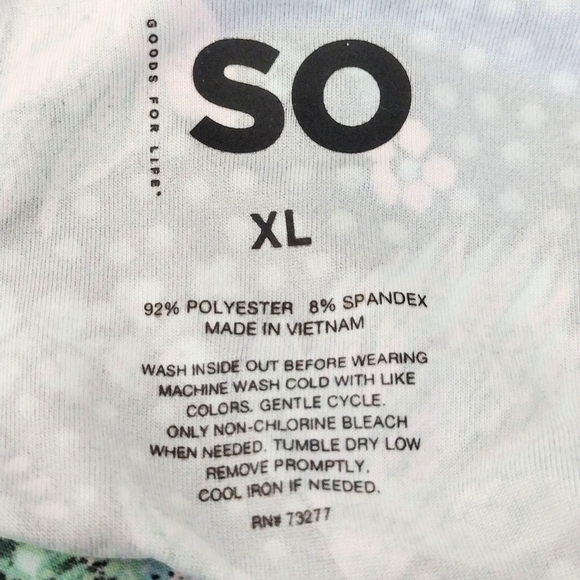 GOODS FOR LIFE
SO
XL
92% POLYESTER 8% SPANDEX
MADE IN VIETNAM
WASH INSIDE OUT BEFORE WEARING
MACHINE WASH COLD WITH LIKE
COLORS. GENTLE CYCLE.
ONLY NON-CHLORINE BLEACH
WHEN NEEDED. TUMBLE DRY LOW
REMOVE PROMPTLY.
COOL IRON IF NEEDED.
RN# 73277